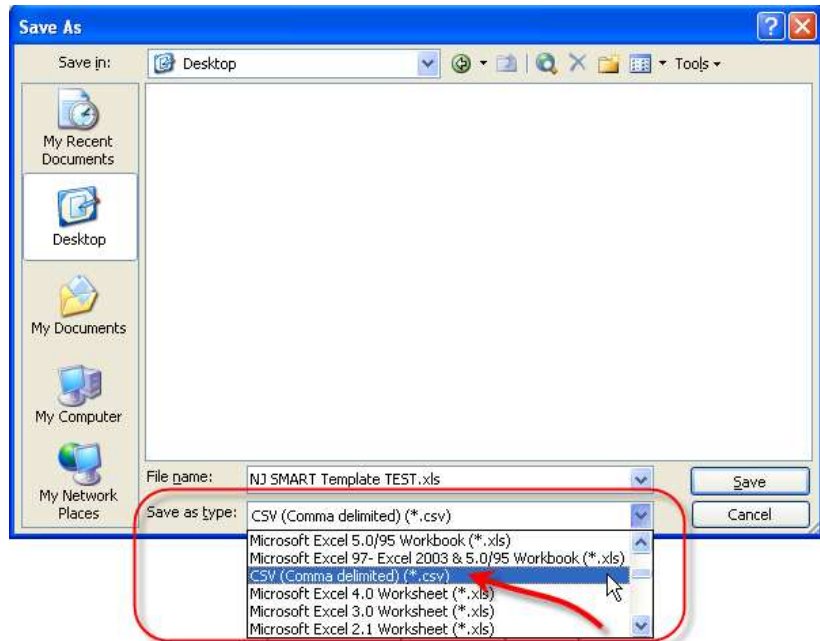 Save As
Save in:
Desktop
Tools
My Recent
Documents
Desktop
My Documents
My Computer
My Network
Places
File name:
NJ SMART Template TEST.xls
Save
Save as type:
CSV (Comma delimited) (*.csv)
Cancel
Microsoft Excel 5.0/95 Workbook (*.xls)
Microsoft Excel 97- Excel 2003 & 5.0/95 Workbook (*.xls)
CSV (Comma delimited) (*.csv)
Microsoft Excel 4.0 Worksheet (*.xls)
Microsoft Excel 3.0 Worksheet (*.xls)
Microsoft Excel 2.1 Worksheet (*.xls)